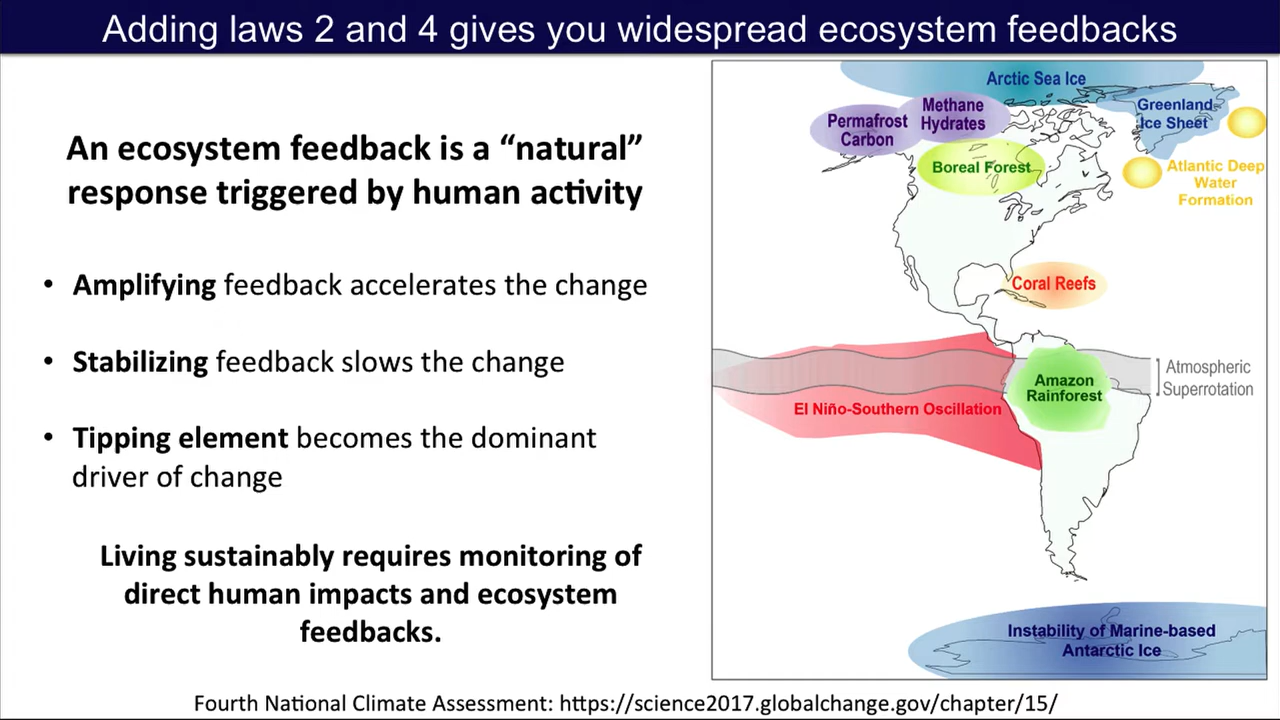 Adding laws 2 and 4 gives you widespread ecosystem feedbacks
An ecosystem feedback is a “natural”
response triggered by human activity
• Amplifying feedback accelerates the change
• Stabilizing feedback slows the change
• Tipping element becomes the dominant
driver of change
Living sustainably requires monitoring of
direct human impacts and ecosystem
feedbacks.
Arctic Sea Ice
Methane
Hydrates
Permafrost
Carbon
Greenland
Ice Sheet
Boreal Forest
Atlantic Deep
Water
Formation
Coral Reefs
Atmospheric
Superrotation
Amazon
Rainforest
El Niño-Southern Oscillation
Instability of Marine-based
Antarctic Ice
Fourth National Climate Assessment: https://science2017.globalchange.gov/chapter/15/